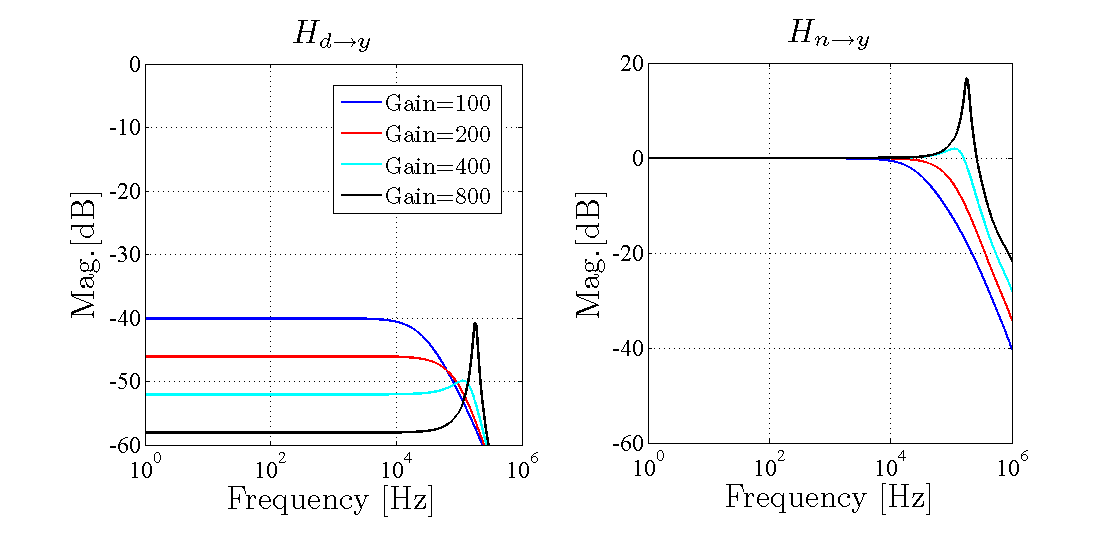 H_{d→y}
0
-10
-20
-30
-40
-50
-60
Mag.[dB]
Gain=100
Gain=200
Gain=400
Gain=800
10^0 10^2 10^4 10^6
Frequency [Hz]
H_{n→y}
20
0
-20
-40
-60
Mag.[dB]
10^0 10^2 10^4 10^6
Frequency [Hz]